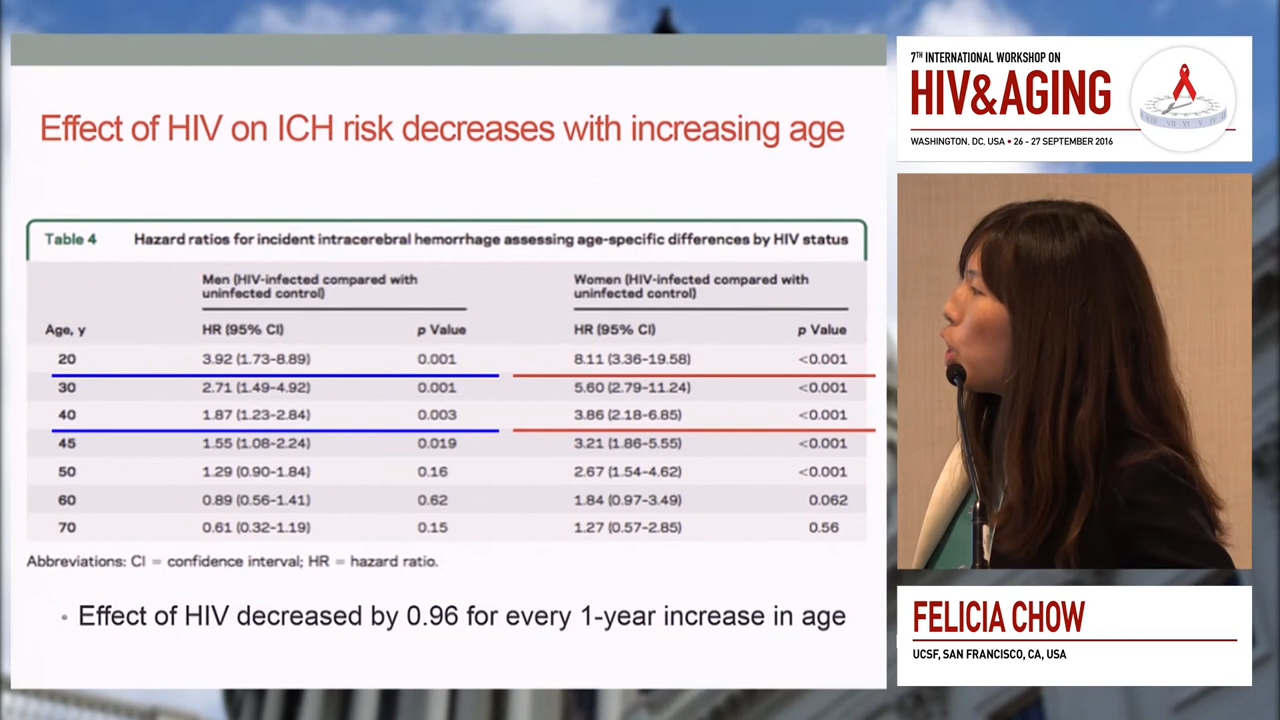 Effect of HIV on ICH risk decreases with increasing age
Table 4 Hazard ratios for incident intracerebral hemorrhage assessing age-specific differences by HIV status
Men (HIV-infected compared with uninfected control) Women (HIV-infected compared with uninfected control)
Age, y HR (95% CI) p Value HR (95% CI) p Value
20 3.92 (1.73-8.89) 0.001 8.11 (3.36-19.58) <0.001
30 2.71 (1.49-4.92) 0.001 5.60 (2.79-11.24) <0.001
40 1.87 (1.23-2.84) 0.003 3.86 (2.18-6.85) <0.001
45 1.55 (1.08-2.24) 0.019 3.21 (1.86-5.55) <0.001
50 1.29 (0.90-1.84) 0.16 2.67 (1.54-4.62) <0.001
60 0.89 (0.56-1.41) 0.62 1.84 (0.97-3.49) 0.062
70 0.61 (0.32-1.19) 0.15 1.27 (0.57-2.85) 0.56
Abbreviations: CI = confidence interval; HR = hazard ratio.
• Effect of HIV decreased by 0.96 for every 1-year increase in age
7TH INTERNATIONAL WORKSHOP ON
HIV&AGING
WASHINGTON, DC, USA • 26 - 27 SEPTEMBER 2016
FELICIA CHOW
UCSF, SAN FRANCISCO, CA, USA